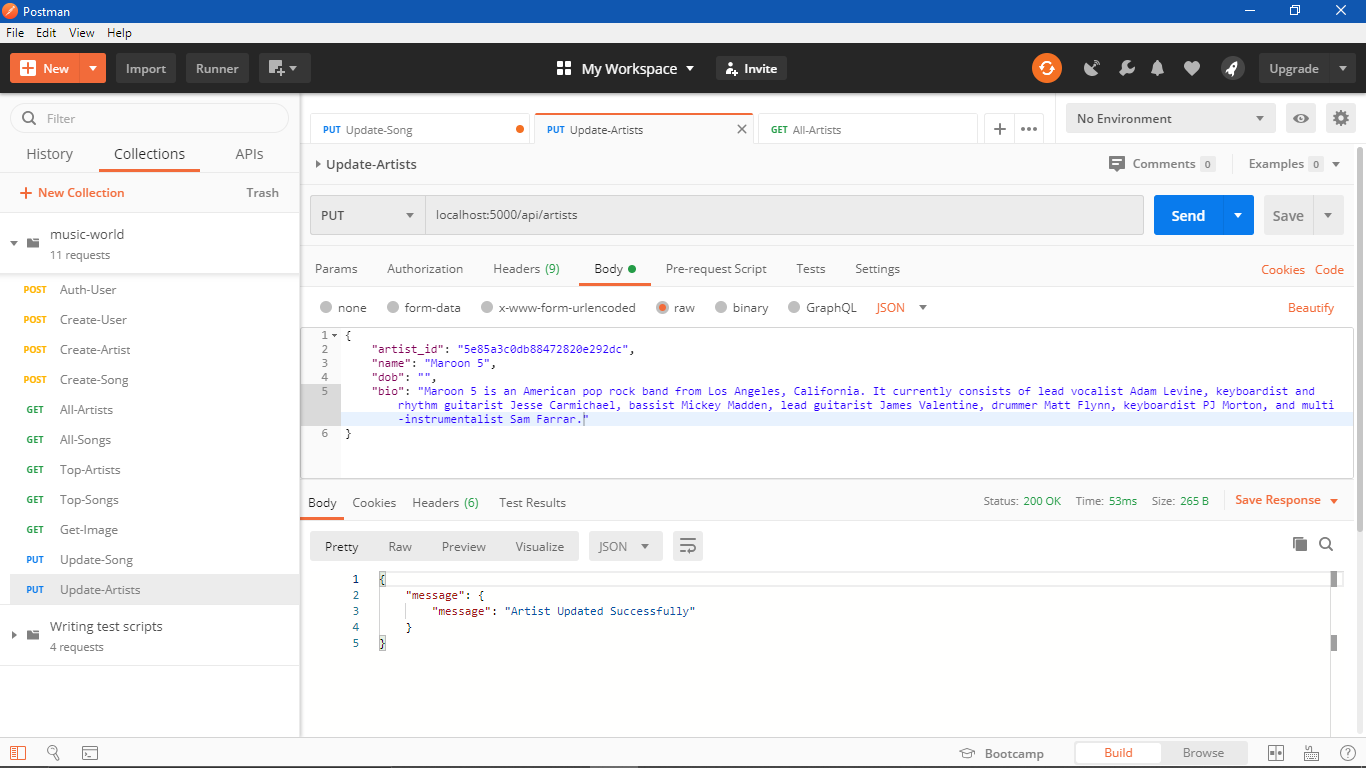 Postman
File Edit View Help
New Import Runner My Workspace Invite Upgrade
Filter
History Collections APIs
New Collection Trash
music-world
11 requests
POST Auth-User
POST Create-User
POST Create-Artist
POST Create-Song
GET All-Artists
GET All-Songs
GET Top-Artists
GET Top-Songs
GET Get-Image
PUT Update-Song
PUT Update-Artists
Writing test scripts
4 requests
PUT Update-Song PUT Update-Artists GET All-Artists No Environment
Update-Artists Comments 0 Examples 0
PUT localhost:5000/api/artists Send Save
Params Authorization Headers (9) Body Pre-request Script Tests Settings Cookies Code
none form-data x-www-form-urlencoded raw binary GraphQL JSON Beautify
1 {
2 "artist_id": "5e85a3c0db88472820e292dc",
3 "name": "Maroon 5",
4 "dob": "",
5 "bio": "Maroon 5 is an American pop rock band from Los Angeles, California. It currently consists of lead vocalist Adam Levine, keyboardist and
rhythm guitarist Jesse Carmichael, bassist Mickey Madden, lead guitarist James Valentine, drummer Matt Flynn, keyboardist PJ Morton, and multi
-instrumentalist Sam Farrar."
6 }
Body Cookies Headers (6) Test Results Status: 200 OK Time: 53ms Size: 265 B Save Response
Pretty Raw Preview Visualize JSON
1 {
2 "message": {
3 "message": "Artist Updated Successfully"
4 }
5 }
Bootcamp Build Browse